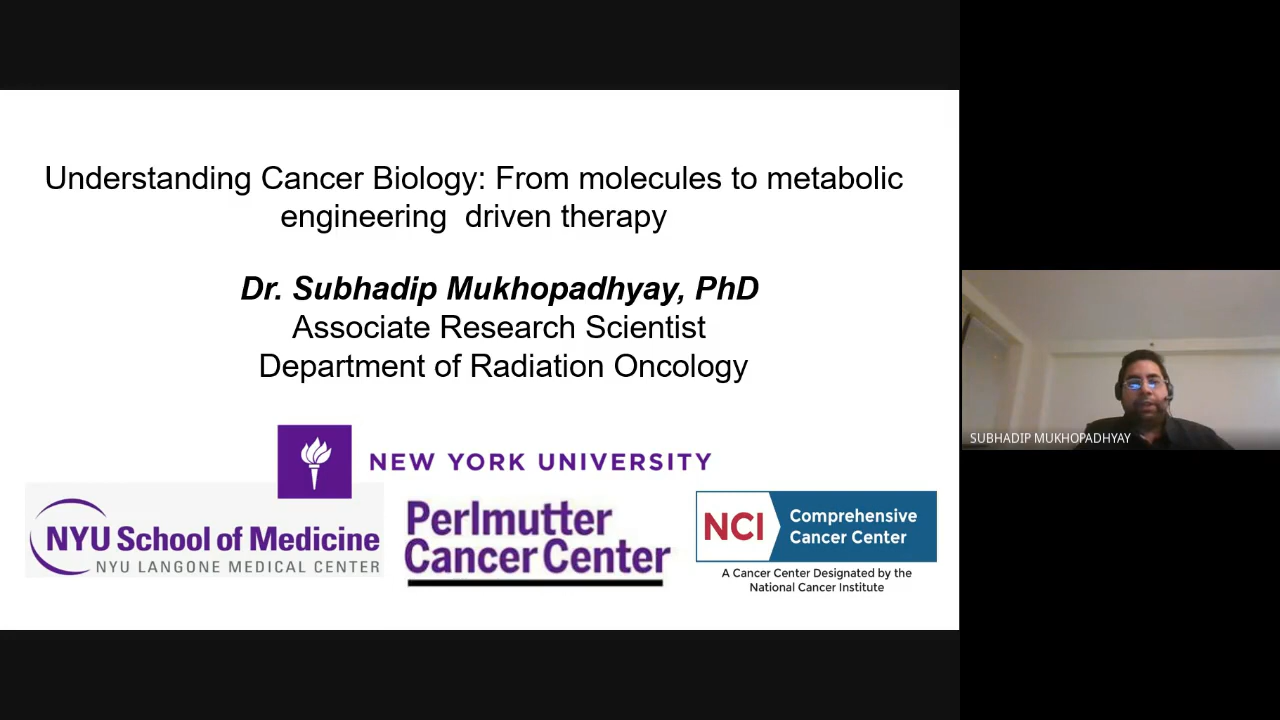 Understanding Cancer Biology: From molecules to metabolic
engineering  driven therapy
Dr. Subhadip Mukhopadhyay, PhD
Associate Research Scientist
Department of Radiation Oncology
NEW YORK UNIVERSITY
NYU School of Medicine
NYU LANGONE MEDICAL CENTER
Perlmutter
Cancer Center
NCI
Comprehensive
Cancer Center
A Cancer Center Designated by the
National Cancer Institute
SUBHADIP MUKHOPADHYAY